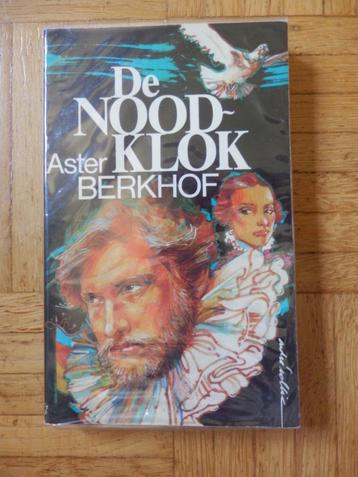 De
NOOD-
Aster KLOK
BERKHOF